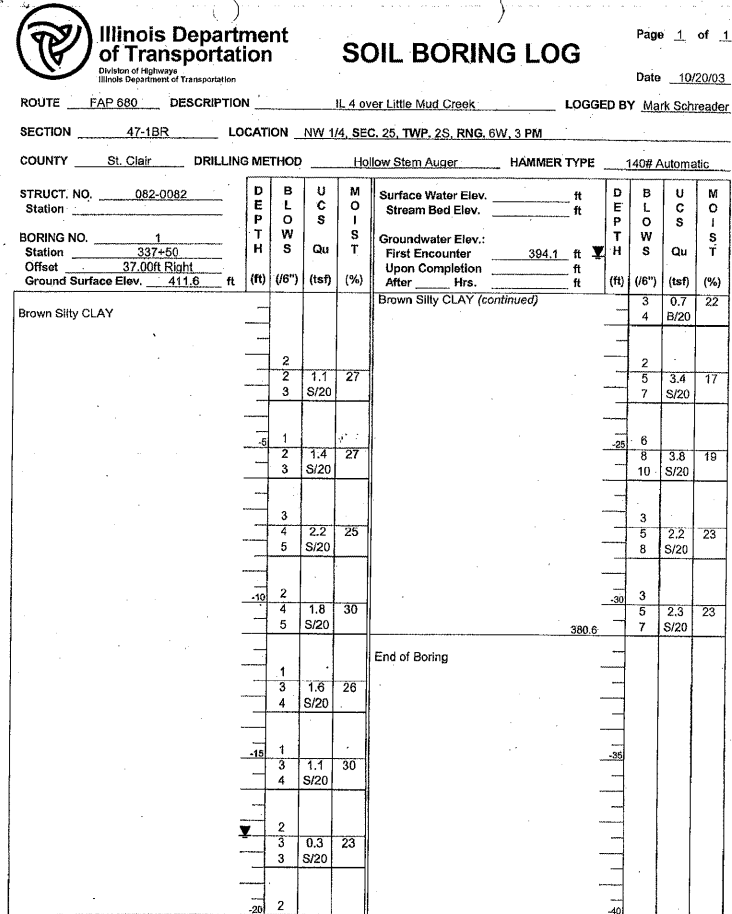 Illinois Department
of Transportation
Division of Highways
Illinois Department of Transportation
SOIL BORING LOG
Page 1 of 1
Date 10/20/03
ROUTE FAP 680 DESCRIPTION IL 4 over Little Mud Creek LOGGED BY Mark Schreader
SECTION 47-1BR LOCATION NW 1/4, SEC. 25, TWP. 2S, RNG. 6W, 3 PM
COUNTY St. Clair DRILLING METHOD Hollow Stem Auger HAMMER TYPE 140# Automatic
STRUCT. NO. 082-0082
Station
BORING NO. 1
Station 337+50
Offset 37.00ft Right
Ground Surface Elev. 411.6 ft
DEPTH (ft)
BLOWS (/6")
UCS Qu (tsf)
MOIST (%)
Brown Silty CLAY
2
2 1.1 27
3 S/20
-5 1
2 1.4 27
3 S/20
3
4 2.2 25
5 S/20
-10 2
4 1.8 30
5 S/20
1
3 1.6 26
4 S/20
-15 1
3 1.1 30
4 S/20
2
3 0.3 23
3 S/20
-20 2
Surface Water Elev. ft
Stream Bed Elev. ft
Groundwater Elev.:
First Encounter 394.1 ft
Upon Completion ft
After Hrs. ft
DEPTH (ft)
BLOWS (/6")
UCS Qu (tsf)
MOIST (%)
Brown Silty CLAY (continued)
3 0.7 22
4 B/20
2
5 3.4 17
7 S/20
-25 6
8 3.8 19
10 S/20
3
5 2.2 23
8 S/20
-30 3
5 2.3 23
380.6 7 S/20
End of Boring
-35
-40